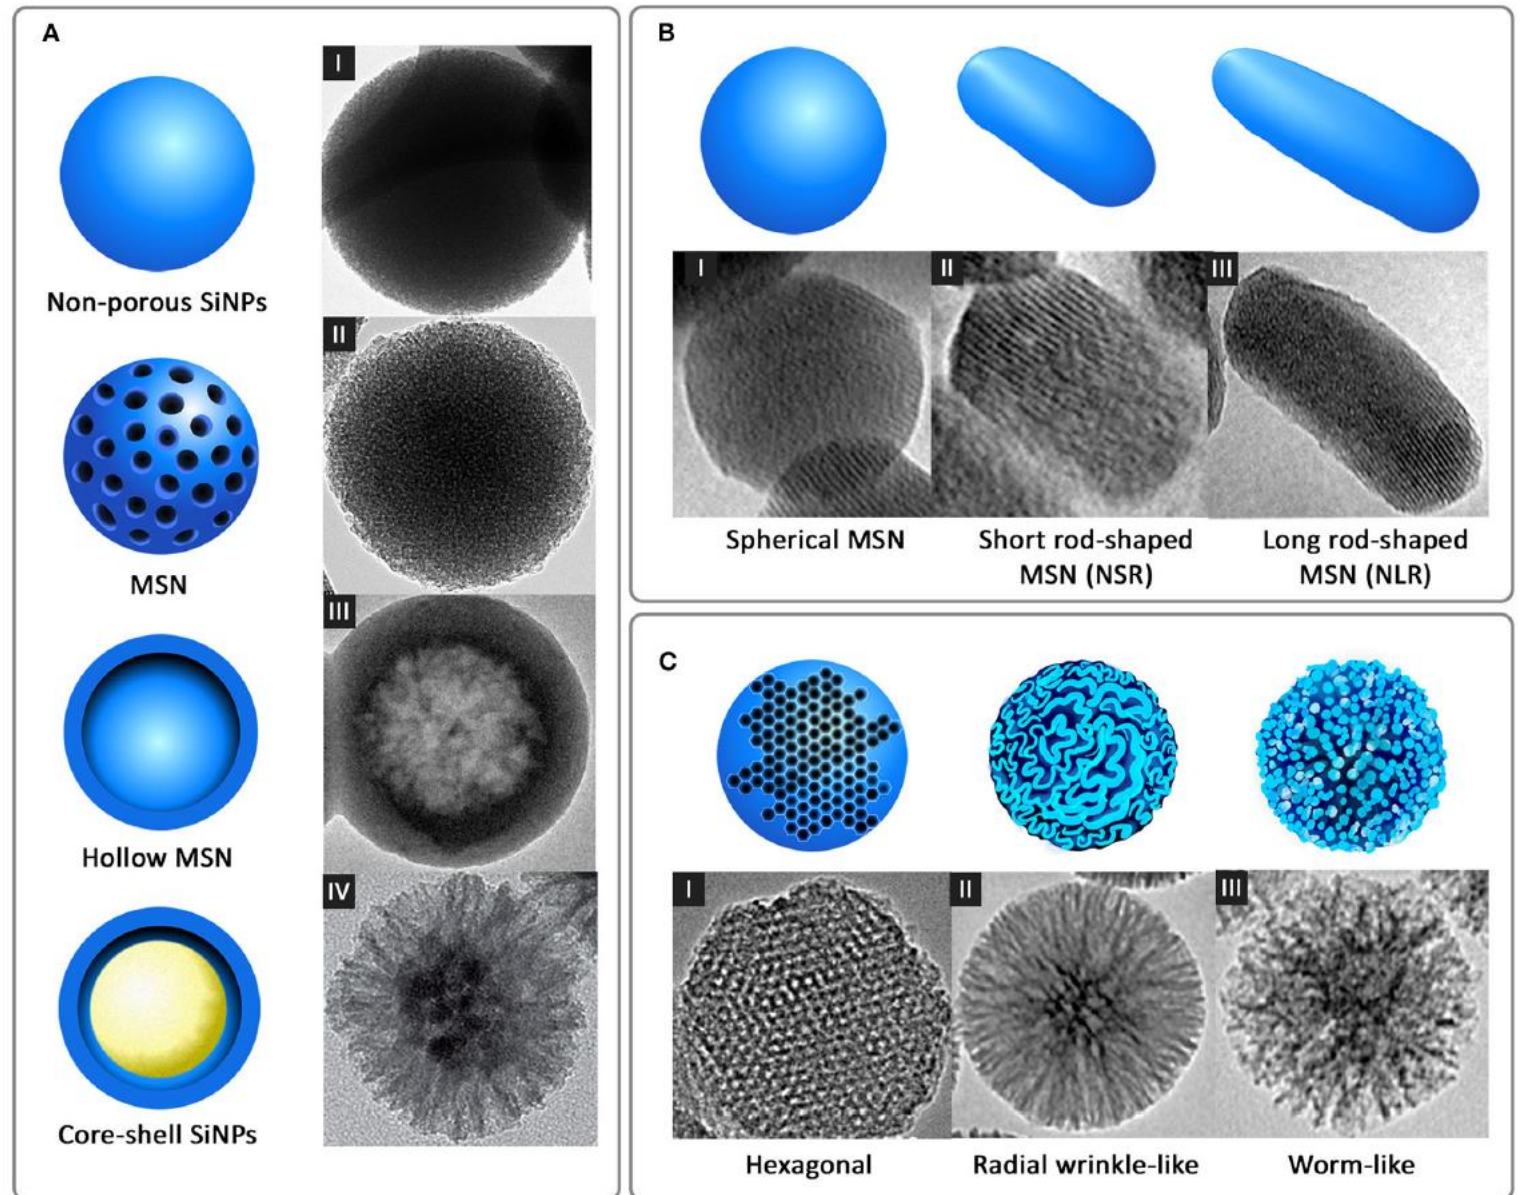 A
I
Non-porous SiNPs
II
MSN
III
Hollow MSN
IV
Core-shell SiNPs
B
I
II
III
Spherical MSN
Short rod-shaped
MSN (NSR)
Long rod-shaped
MSN (NLR)
C
I
II
III
Hexagonal
Radial wrinkle-like
Worm-like